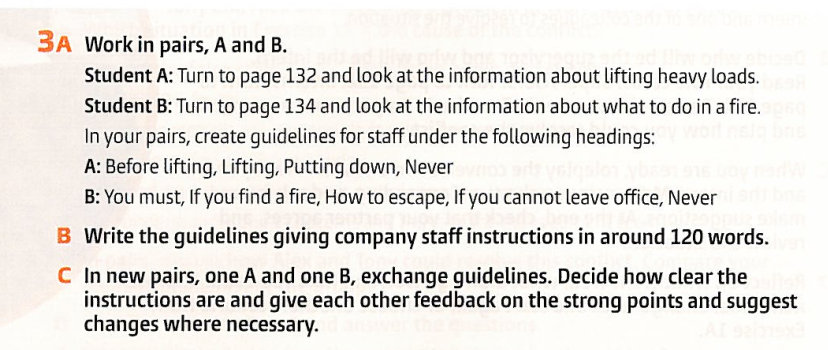 3A Work in pairs, A and B.
Student A: Turn to page 132 and look at the information about lifting heavy loads.
Student B: Turn to page 134 and look at the information about what to do in a fire.
In your pairs, create guidelines for staff under the following headings:
A: Before lifting, Lifting, Putting down, Never
B: You must, If you find a fire, How to escape, If you cannot leave office, Never
B Write the guidelines giving company staff instructions in around 120 words.
C In new pairs, one A and one B, exchange guidelines. Decide how clear the
instructions are and give each other feedback on the strong points and suggest
changes where necessary.